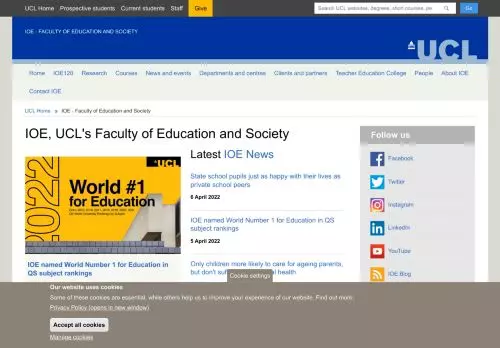 UCL Home Prospective students Current students Staff Give
Search UCL websites, degrees, short courses, pe Go
IOE - FACULTY OF EDUCATION AND SOCIETY
UCL
Home IOE120 Research Courses News and events Departments and centres Clients and partners Teacher Education College People About IOE
Contact IOE
UCL Home » IOE - Faculty of Education and Society
IOE, UCL's Faculty of Education and Society
2022
UCL
World #1
for Education
IOE named World Number 1 for Education in
QS subject rankings
Latest IOE News
State school pupils just as happy with their lives as
private school peers
6 April 2022
IOE named World Number 1 for Education in QS
subject rankings
5 April 2022
Only children more likely to care for ageing parents,
but don't suf al health
Follow us
Facebook
Twitter
Instagram
LinkedIn
YouTube
IOE Blog
Cookie settings
Our website uses cookies
Some of these cookies are essential, while others help us to improve your experience of our website. Find out more:
Privacy Policy (opens in new window)
Accept all cookies
Manage cookies